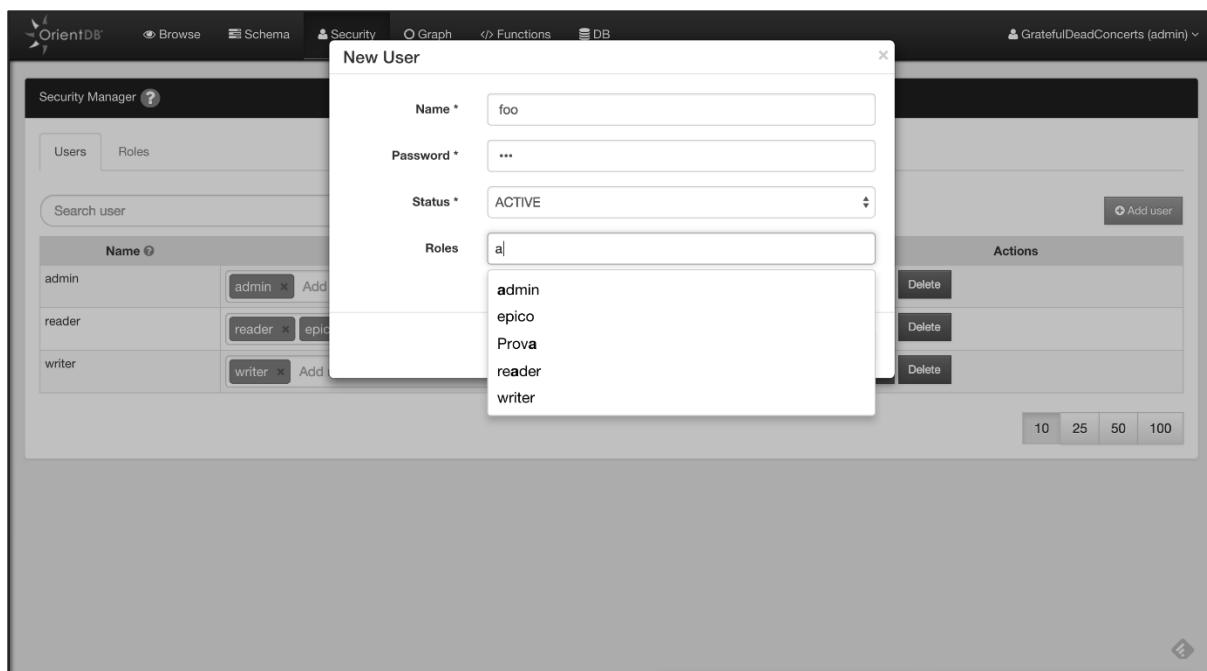 OrientDB Browse Schema Security Graph Functions DB GratefulDeadConcerts (admin)
New User ×
Security Manager ?
Name * foo
Users Roles
Password * •••
Status * ACTIVE
Search user
Add user
Roles a
Name ? Actions
admin admin × Add Delete
admin
epico
reader reader × epic Delete
Prova
reader
writer writer × Add Delete
writer
10 25 50 100